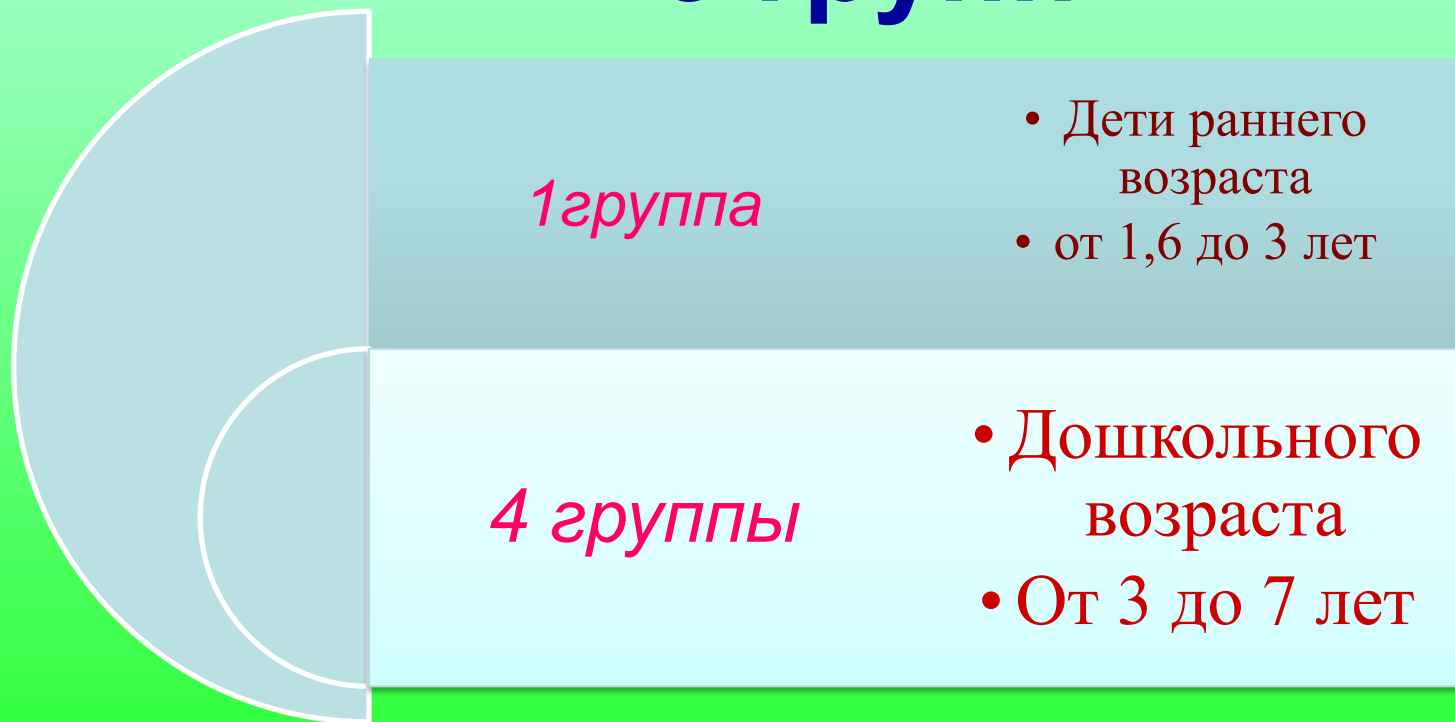 1группа
• Дети раннего
возраста
• от 1,6 до 3 лет
4 группы
• Дошкольного
возраста
• От 3 до 7 лет